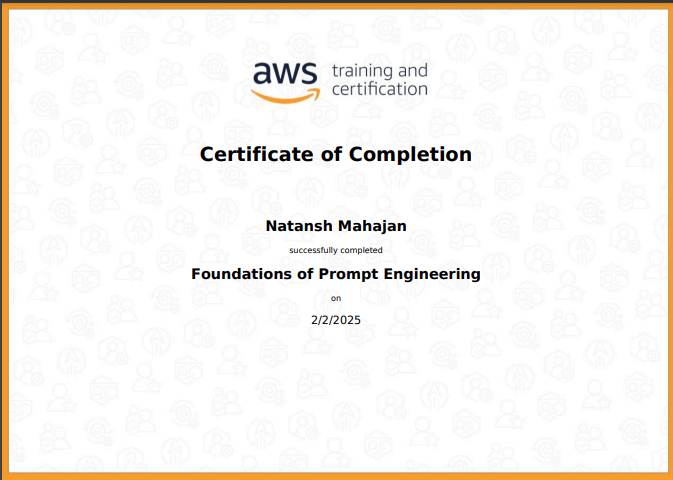 aws training and
certification
Certificate of Completion
Natansh Mahajan
successfully completed
Foundations of Prompt Engineering
on
2/2/2025